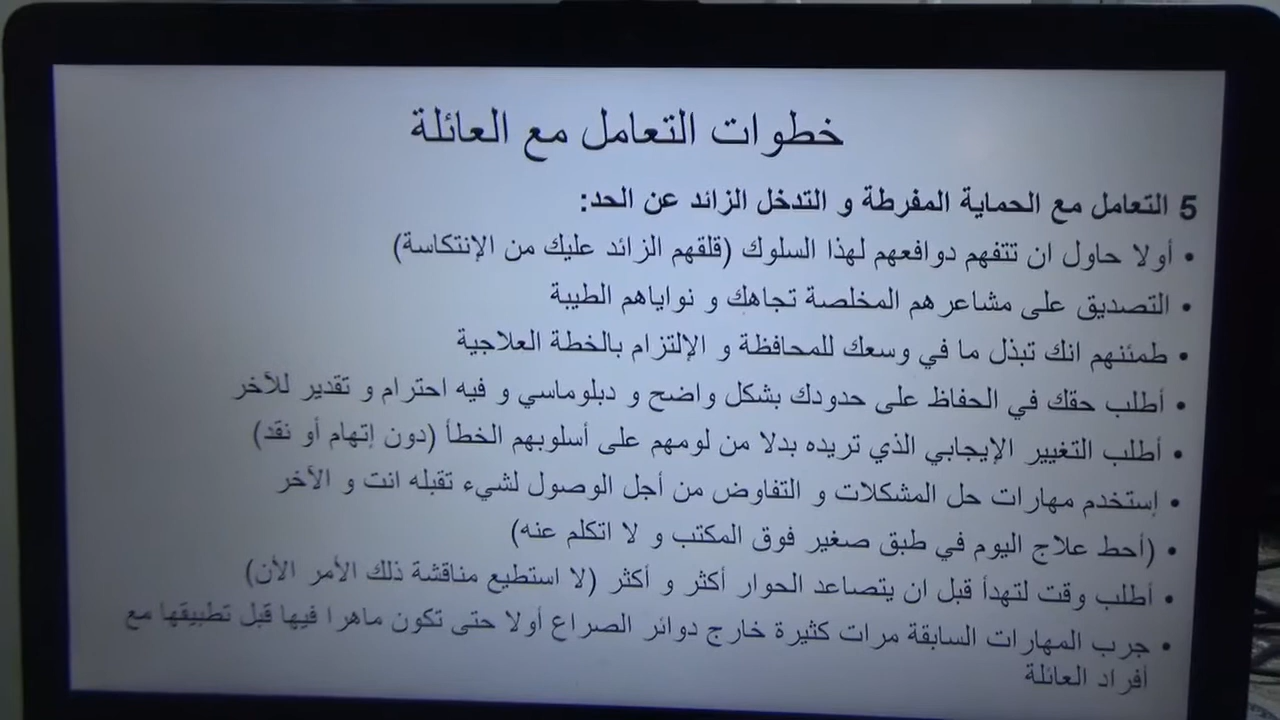 خطوات التعامل مع العائلة
5 التعامل مع الحماية المفرطة و التدخل الزائد عن الحد:
• أولا حاول ان تتفهم دوافعهم لهذا السلوك (قلقهم الزائد عليك من الإنتكاسة)
• التصديق على مشاعرهم المخلصة تجاهك و نواياهم الطيبة
• طمئنهم انك تبذل ما في وسعك للمحافظة و الإلتزام بالخطة العلاجية
• أطلب حقك في الحفاظ على حدودك بشكل واضح و دبلوماسي و فيه احترام و تقدير للآخر
• أطلب التغيير الإيجابي الذي تريده بدلا من لومهم على أسلوبهم الخطأ (دون إتهام أو نقد)
• إستخدم مهارات حل المشكلات و التفاوض من أجل الوصول لشيء تقبله انت و الآخر
• (أحط علاج اليوم في طبق صغير فوق المكتب و لا اتكلم عنه)
• أطلب وقت لتهدأ قبل ان يتصاعد الحوار أكثر و أكثر (لا استطيع مناقشة ذلك الأمر الأن)
• جرب المهارات السابقة مرات كثيرة خارج دوائر الصراع أولا حتى تكون ماهرا فيها قبل تطبيقها مع
أفراد العائلة